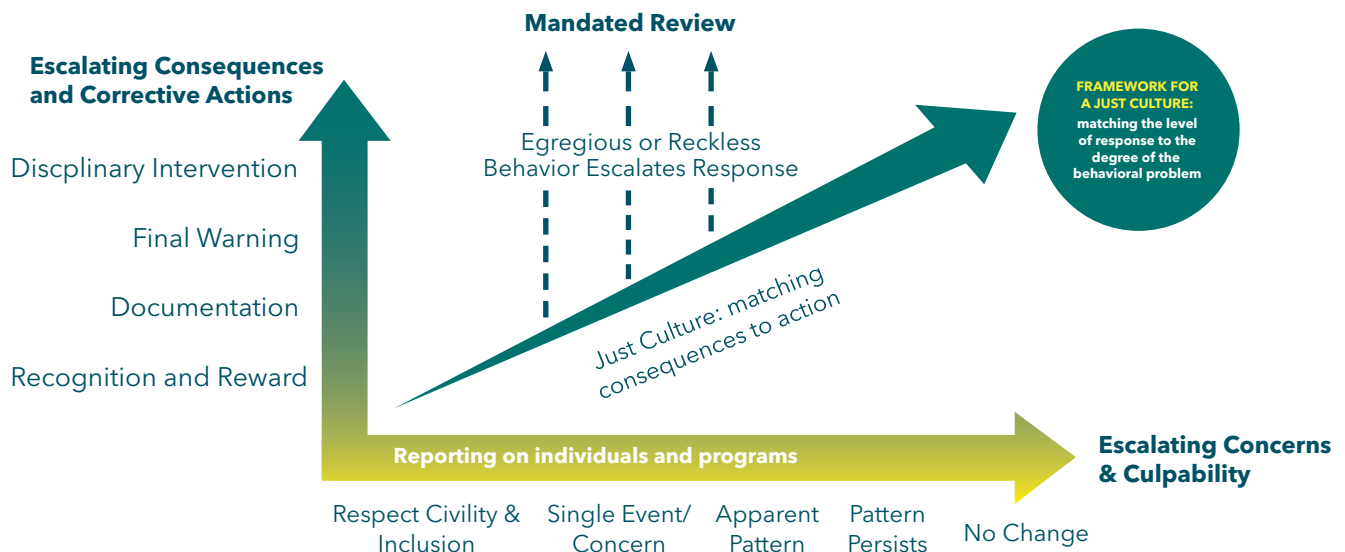 Mandated Review
Escalating Consequences
and Corrective Actions
FRAMEWORK FOR
A JUST CULTURE:
matching the level
of response to the
degree of the
behavioral problem
Egregious or Reckless
Behavior Escalates Response
Discplinary Intervention
Final Warning
Documentation
Recognition and Reward
Just Culture: matching
consequences to action
Reporting on individuals and programs
Escalating Concerns
& Culpability
Respect Civility &
Inclusion
Single Event/
Concern
Apparent
Pattern
Pattern
Persists
No Change